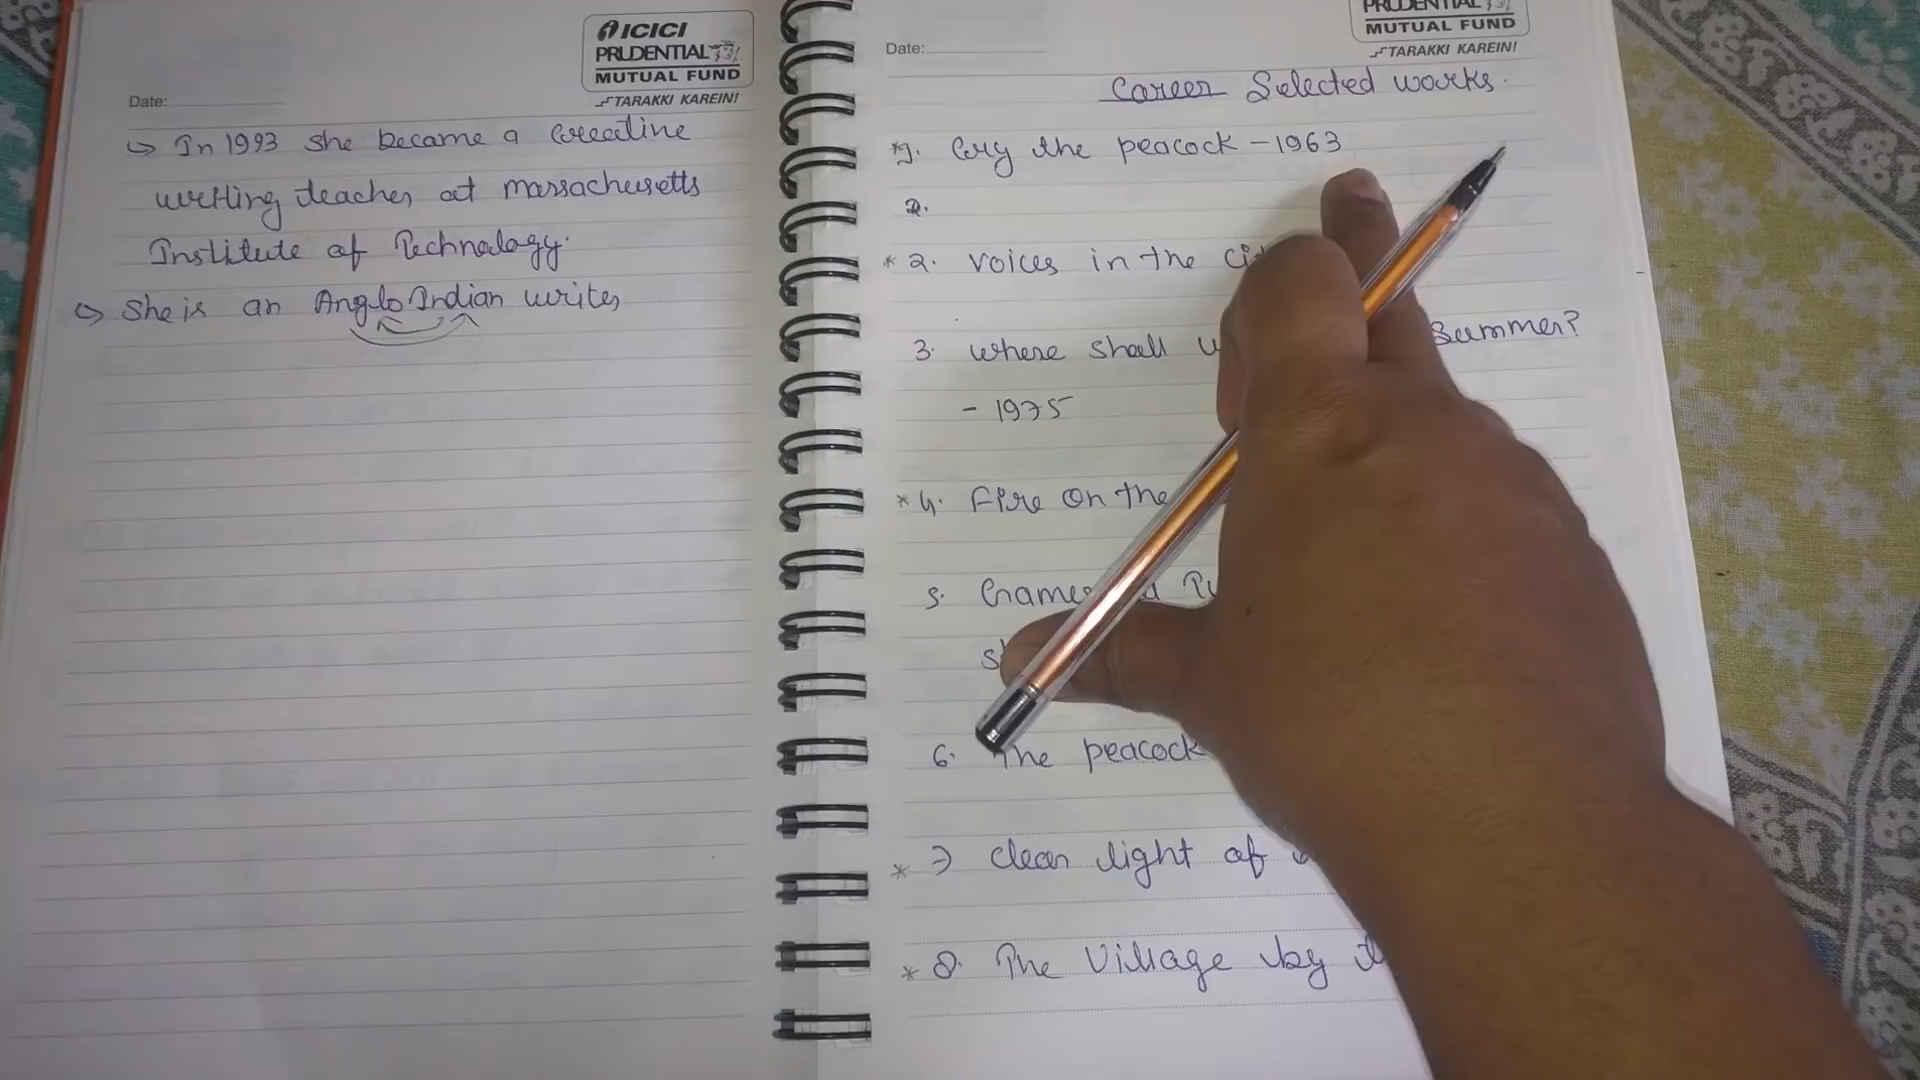 ICICI
PRUDENTIAL
MUTUAL FUND
TARAKKI KAREIN!
Date:
↪ In 1993 she became a Creative
writing teacher at massachusetts
Institute of Technology.
↪ She is an Anglo Indian writer
PRUDENTIAL
MUTUAL FUND
TARAKKI KAREIN!
Date:
Career Selected works.
*1. Cry the peacock - 1963
2.
* 2. Voices in the
3. where shall Summer?
- 1975
* 4. Fire on the
5.
6. The peacock
* 7 clear light of
* 8. The Village by